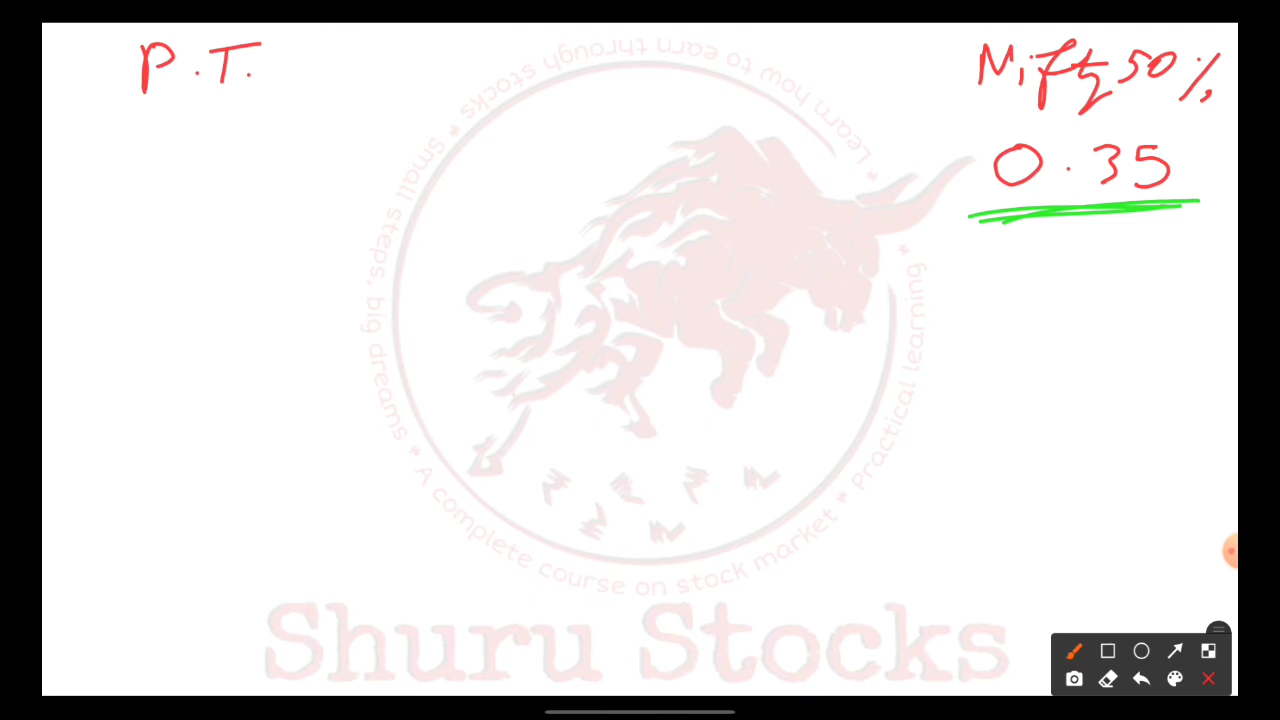 P.T.
Nifty 50 %
0.35
Learn how to earn through stocks * Small steps, big dreams * A complete course on stock market * Practical learning *
₹ ₹ ₹ ₹
₹ ₹
Shuru Stocks